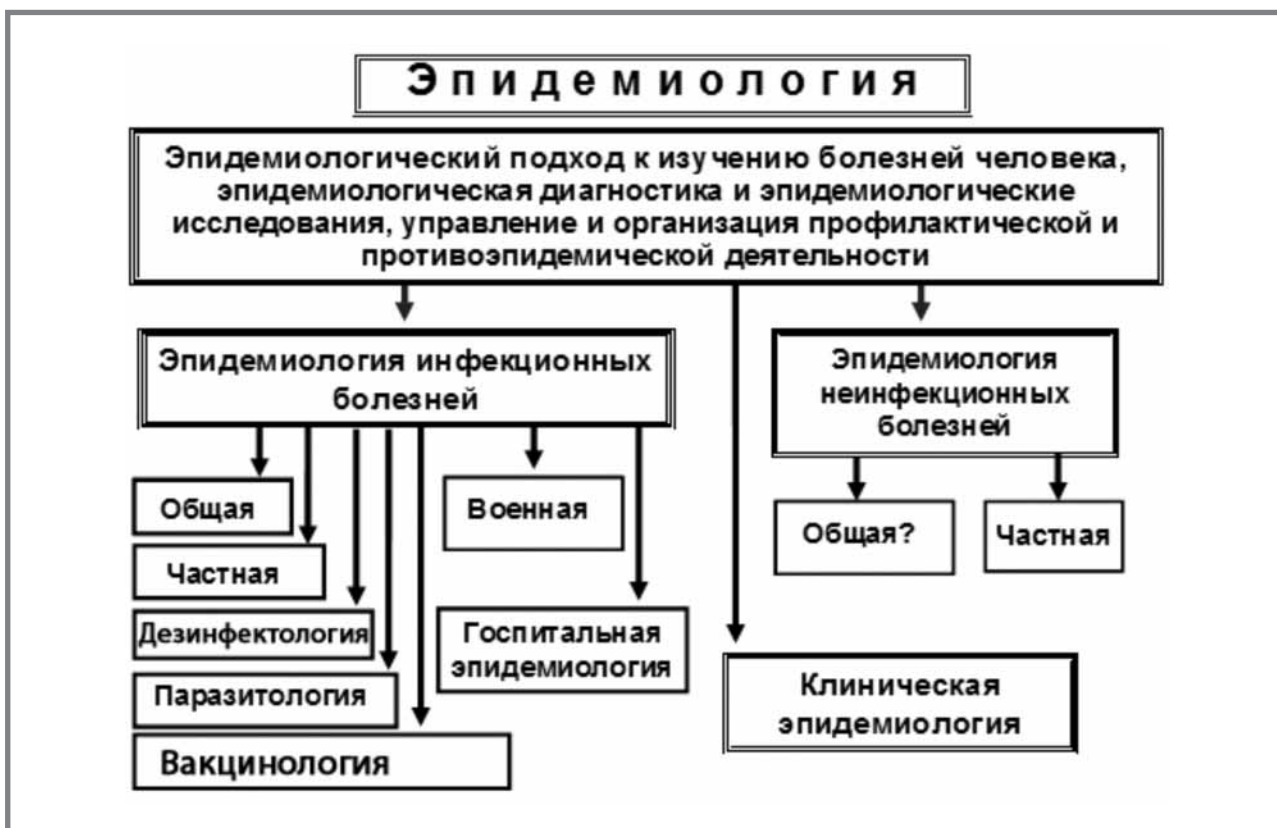 Эпидемиология
Эпидемиологический подход к изучению болезней человека,
эпидемиологическая диагностика и эпидемиологические
исследования, управление и организация профилактической и
противоэпидемической деятельности
Эпидемиология инфекционных
болезней
Эпидемиология
неинфекционных
болезней
Общая
Частная
Дезинфектология
Паразитология
Вакцинология
Военная
Госпитальная
эпидемиология
Клиническая
эпидемиология
Общая?
Частная